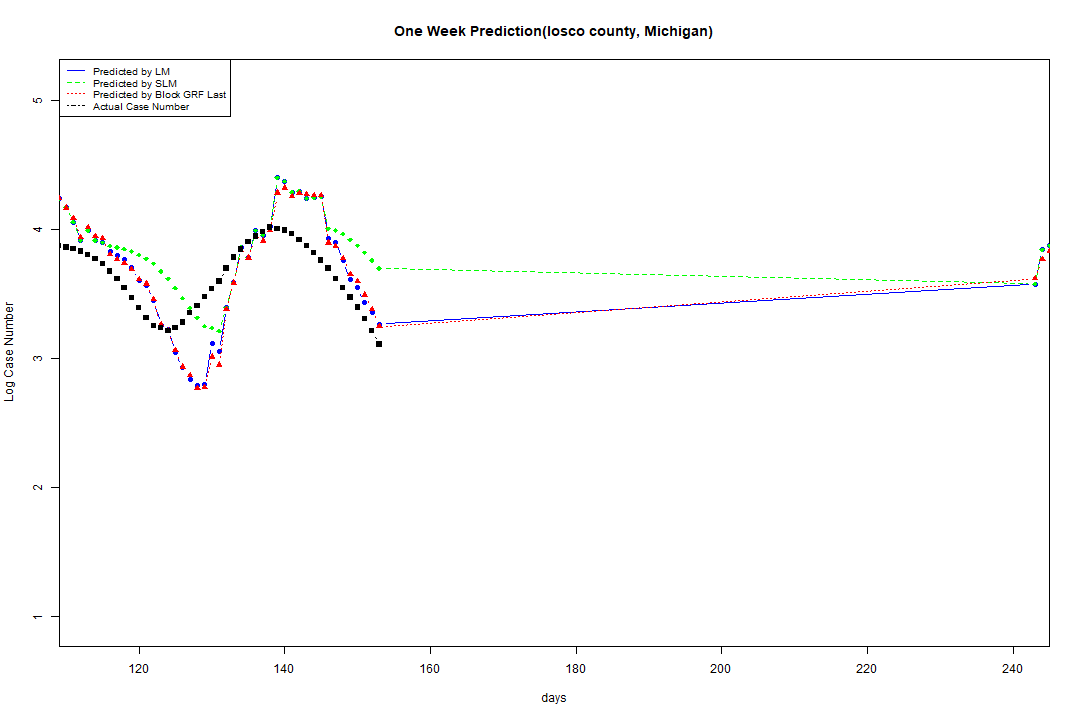 One Week Prediction(Iosco county, Michigan)
Predicted by LM
Predicted by SLM
Predicted by Block GRF Last
Actual Case Number
5
4
3
2
1
Log Case Number
120 140 160 180 200 220 240
days